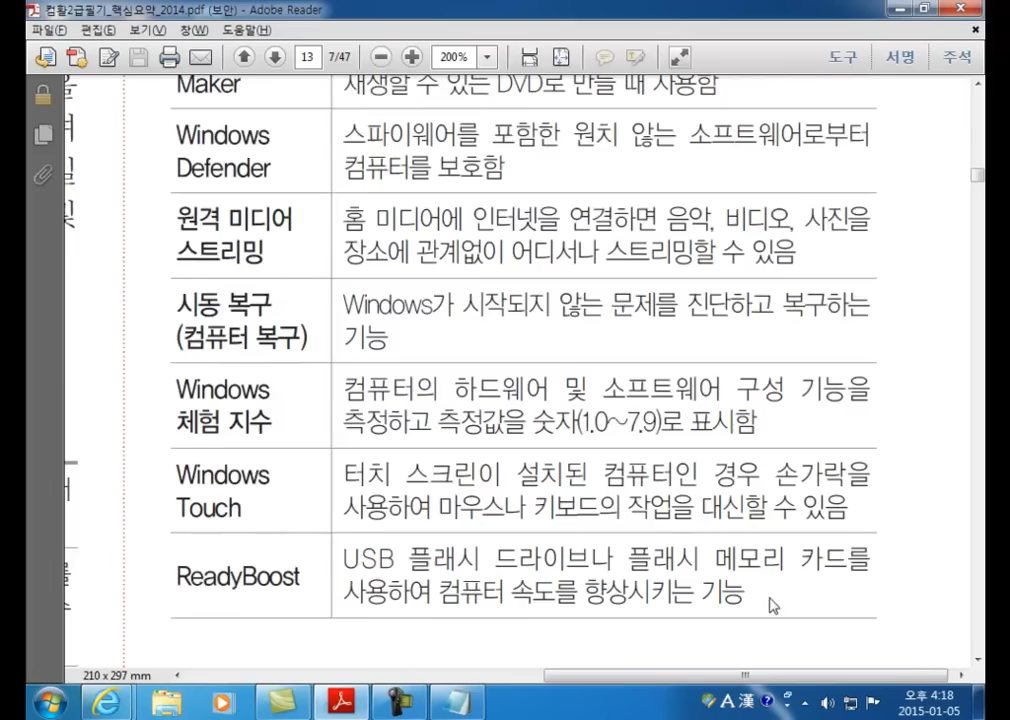 컴활2급필기_핵심요약_2014.pdf (보안) - Adobe Reader
파일(F) 편집(E) 보기(V) 창(W) 도움말(H)
13 /47 200% 도구 서명 주석
Maker 재생할 수 있는 DVD로 만들 때 사용함
Windows Defender
스파이웨어를 포함한 원치 않는 소프트웨어로부터
컴퓨터를 보호함
원격 미디어 스트리밍
홈 미디어에 인터넷을 연결하면 음악, 비디오, 사진을
장소에 관계없이 어디서나 스트리밍할 수 있음
시동 복구
(컴퓨터 복구)
Windows가 시작되지 않는 문제를 진단하고 복구하는
기능
Windows
체험 지수
컴퓨터의 하드웨어 및 소프트웨어 구성 기능을
측정하고 측정값을 숫자(1.0~7.9)로 표시함
Windows
Touch
터치 스크린이 설치된 컴퓨터인 경우 손가락을
사용하여 마우스나 키보드의 작업을 대신할 수 있음
ReadyBoost
USB 플래시 드라이브나 플래시 메모리 카드를
사용하여 컴퓨터 속도를 향상시키는 기능
210 x 297 mm
A 漢
오후 4:18
2015-01-05